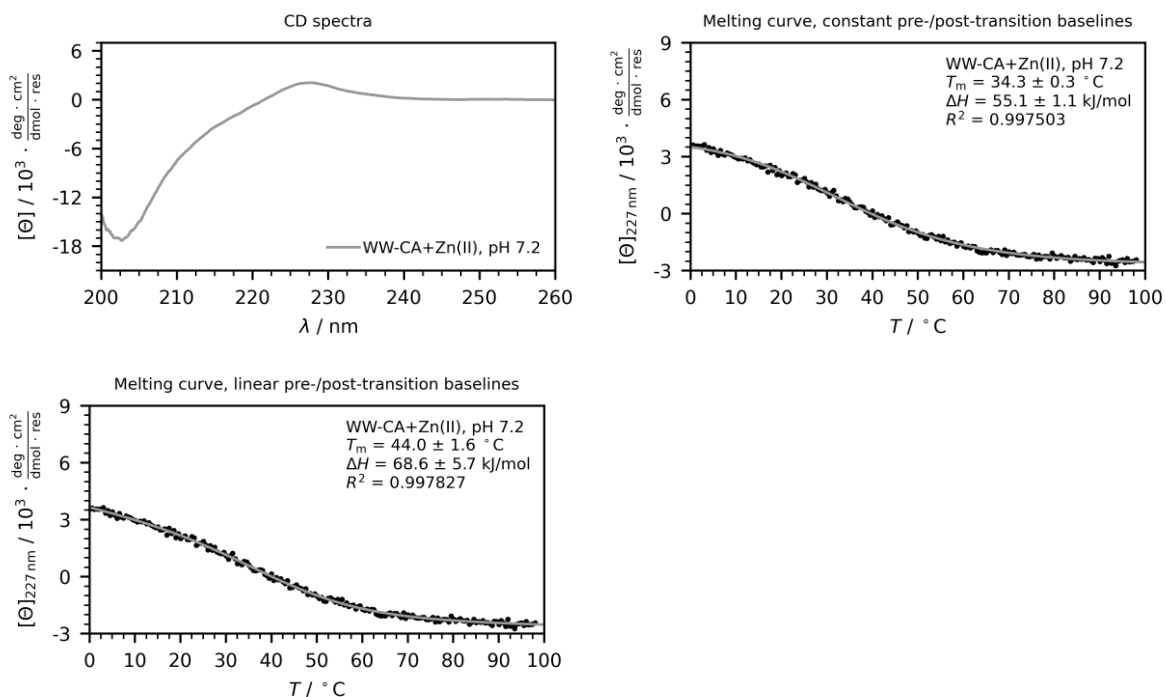 CD spectra
[Θ] / 10³ · deg · cm² / dmol · res
6
0
-6
-12
-18
WW-CA+Zn(II), pH 7.2
200 210 220 230 240 250 260
λ / nm
Melting curve, constant pre-/post-transition baselines
[Θ]227 nm / 10³ · deg · cm² / dmol · res
9
6
3
0
-3
WW-CA+Zn(II), pH 7.2
Tm = 34.3 ± 0.3 °C
ΔH = 55.1 ± 1.1 kJ/mol
R² = 0.997503
0 10 20 30 40 50 60 70 80 90 100
T / °C
Melting curve, linear pre-/post-transition baselines
[Θ]227 nm / 10³ · deg · cm² / dmol · res
9
6
3
0
-3
WW-CA+Zn(II), pH 7.2
Tm = 44.0 ± 1.6 °C
ΔH = 68.6 ± 5.7 kJ/mol
R² = 0.997827
0 10 20 30 40 50 60 70 80 90 100
T / °C